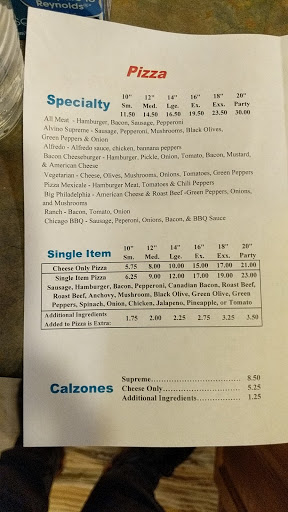 Reynolds
Pizza
Specialty 10" 12" 14" 16" 18" 20"
Sm. Med. Lge. Ex. Exx. Party
11.50 14.50 16.50 19.50 23.50 30.00
All Meat - Hamburger, Bacon, Sausage, Pepperoni
Alvino Supreme - Sausage, Pepperoni, Mushrooms, Black Olives,
Green Peppers & Onion
Alfredo - Alfredo sauce, chicken, bannana peppers
Bacon Cheeseburger - Hamburger, Pickle, Onion, Tomato, Bacon, Mustard,
& American Cheese
Vegetarian - Cheese, Olives, Mushrooms, Onions, Tomatoes, Green Peppers
Pizza Mexicale - Hamburger Meat, Tomatoes & Chili Peppers
Big Philadelphia - American Cheese & Roast Beef -Green Peppers, Onions,
and Mushrooms
Ranch - Bacon, Tomato, Onion
Chicago BBQ - Sausage, Peperoni, Onions, Bacon, & BBQ Sauce
Single Item 10" 12" 14" 16" 18" 20"
Sm. Med. Lge. Ex. Exx. Party
Cheese Only Pizza 5.75 8.00 10.00 15.00 17.00 21.00
Single Item Pizza 6.25 9.00 12.00 17.00 19.00 23.00
Sausage, Hamburger, Bacon, Pepperoni, Canadian Bacon, Roast Beef,
Roast Beef, Anchovy, Mushroom, Black Olive, Green Olive, Green
Peppers, Spinach, Onion, Chicken, Jalapeno, Pineapple, or Tomato
Additional Ingredients
Added to Pizza is Extra: 1.75 2.00 2.25 2.75 3.25 3.50
Calzones
Supreme........................... 8.50
Cheese Only..................... 5.25
Additional Ingredients........... 1.25